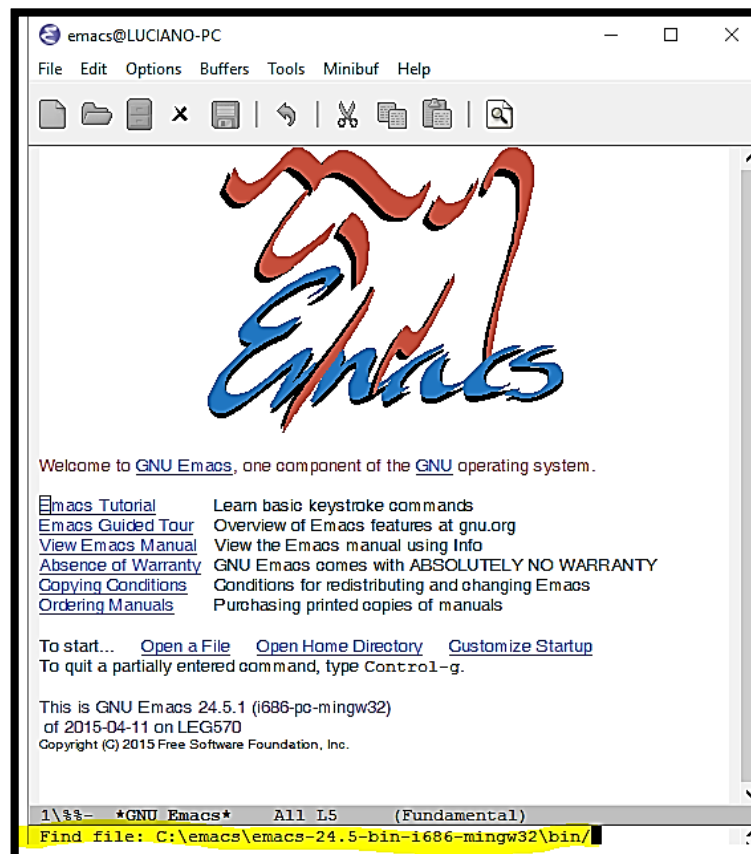 emacs@LUCIANO-PC
File Edit Options Buffers Tools Minibuf Help
Emacs
Welcome to GNU Emacs, one component of the GNU operating system.
Emacs Tutorial Learn basic keystroke commands
Emacs Guided Tour Overview of Emacs features at gnu.org
View Emacs Manual View the Emacs manual using Info
Absence of Warranty GNU Emacs comes with ABSOLUTELY NO WARRANTY
Copying Conditions Conditions for redistributing and changing Emacs
Ordering Manuals Purchasing printed copies of manuals
To start... Open a File Open Home Directory Customize Startup
To quit a partially entered command, type Control-g.
This is GNU Emacs 24.5.1 (i686-pc-mingw32)
of 2015-04-11 on LEG570
Copyright (C) 2015 Free Software Foundation, Inc.
1\%%- *GNU Emacs* All L5 (Fundamental)
Find file: C:\emacs\emacs-24.5-bin-i686-mingw32\bin/